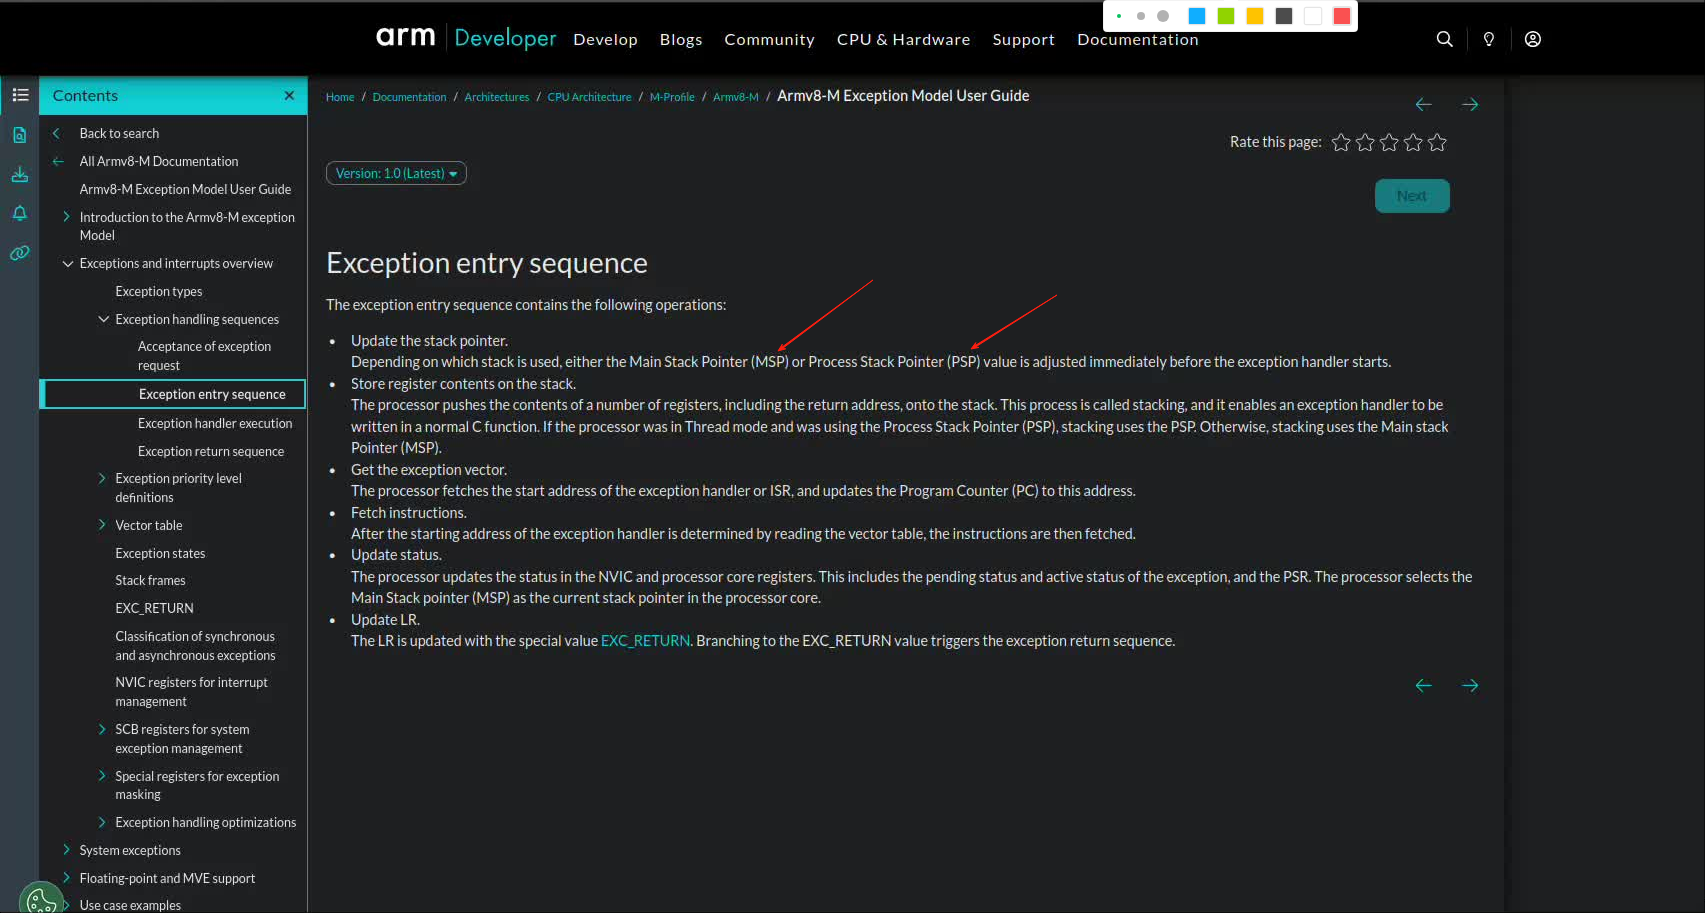 arm Developer Develop Blogs Community CPU & Hardware Support Documentation
Contents
Back to search
All Armv8-M Documentation
Armv8-M Exception Model User Guide
Introduction to the Armv8-M exception
Model
Exceptions and interrupts overview
Exception types
Exception handling sequences
Acceptance of exception
request
Exception entry sequence
Exception handler execution
Exception return sequence
Exception priority level
definitions
Vector table
Exception states
Stack frames
EXC_RETURN
Classification of synchronous
and asynchronous exceptions
NVIC registers for interrupt
management
SCB registers for system
exception management
Special registers for exception
masking
Exception handling optimizations
System exceptions
Floating-point and MVE support
Use case examples
Home / Documentation / Architectures / CPU Architecture / M-Profile / Armv8-M / Armv8-M Exception Model User Guide
Rate this page:
Version: 1.0 (Latest)
Next
Exception entry sequence
The exception entry sequence contains the following operations:
• Update the stack pointer.
Depending on which stack is used, either the Main Stack Pointer (MSP) or Process Stack Pointer (PSP) value is adjusted immediately before the exception handler starts.
• Store register contents on the stack.
The processor pushes the contents of a number of registers, including the return address, onto the stack. This process is called stacking, and it enables an exception handler to be
written in a normal C function. If the processor was in Thread mode and was using the Process Stack Pointer (PSP), stacking uses the PSP. Otherwise, stacking uses the Main stack
Pointer (MSP).
• Get the exception vector.
The processor fetches the start address of the exception handler or ISR, and updates the Program Counter (PC) to this address.
• Fetch instructions.
After the starting address of the exception handler is determined by reading the vector table, the instructions are then fetched.
• Update status.
The processor updates the status in the NVIC and processor core registers. This includes the pending status and active status of the exception, and the PSR. The processor selects the
Main Stack pointer (MSP) as the current stack pointer in the processor core.
• Update LR.
The LR is updated with the special value EXC_RETURN. Branching to the EXC_RETURN value triggers the exception return sequence.